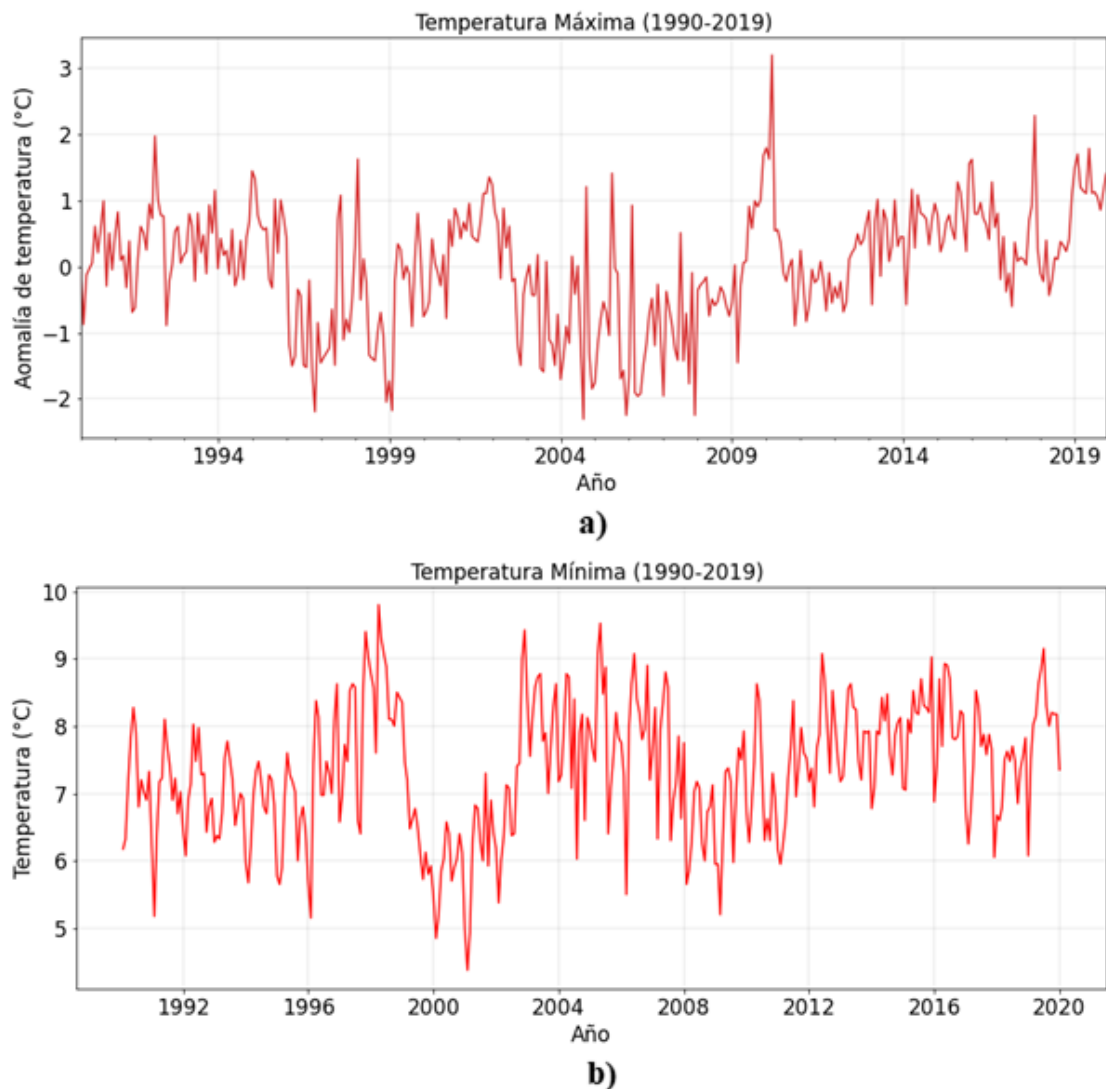 Temperatura Máxima (1990-2019)
Aomalía de temperatura (°C)
3
2
1
0
−1
−2
1994 1999 2004 2009 2014 2019
Año
a)
Temperatura Mínima (1990-2019)
Temperatura (°C)
10
9
8
7
6
5
1992 1996 2000 2004 2008 2012 2016 2020
Año
b)